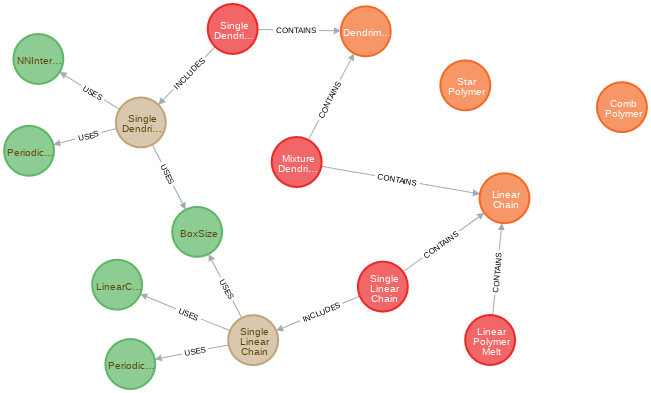 Single
Dendri...
CONTAINS
Dendrim...
NNInter...
INCLUDES
USES
Star
Polymer
Comb
Polymer
CONTAINS
Single
Dendri...
USES
Periodic...
Mixture
Dendri...
USES
CONTAINS
Linear
Chain
BoxSize
CONTAINS
LinearC...
USES
Single
Linear
Chain
CONTAINS
USES
INCLUDES
Single
Linear
Chain
Linear
Polymer
Melt
USES
Periodic...